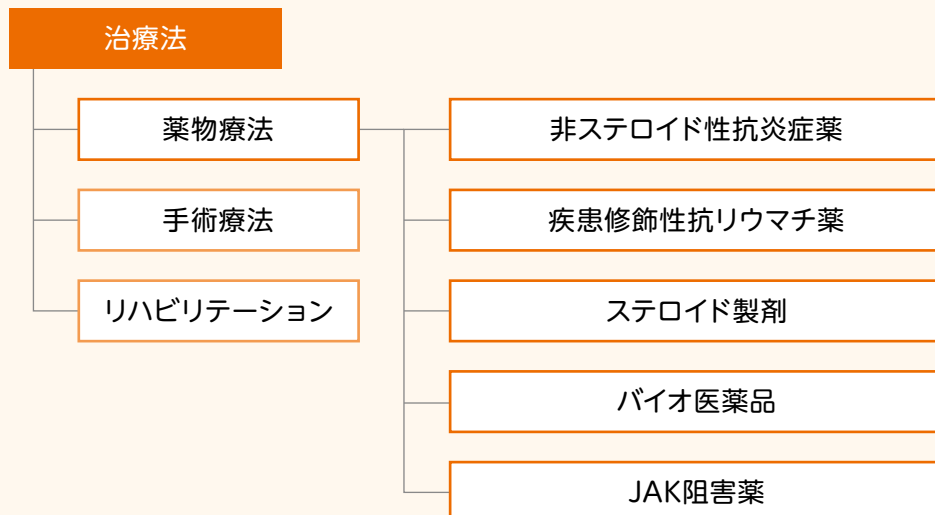 治療法
薬物療法
非ステロイド性抗炎症薬
手術療法
疾患修飾性抗リウマチ薬
リハビリテーション
ステロイド製剤
バイオ医薬品
JAK阻害薬